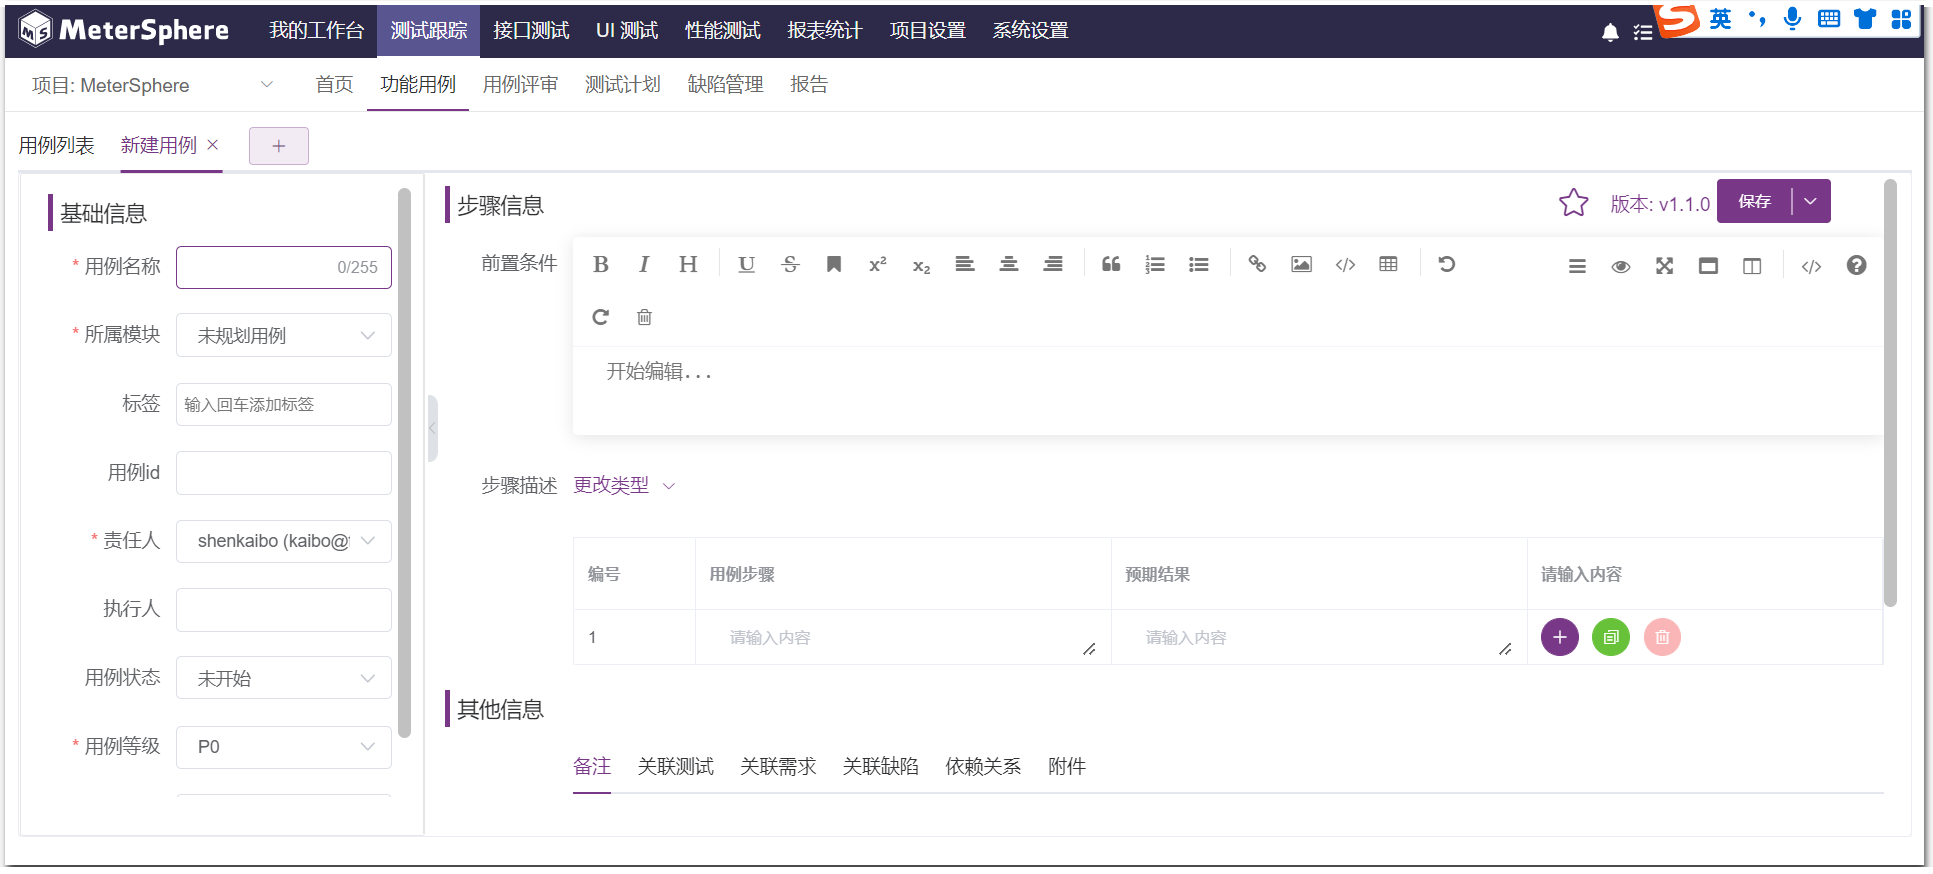 MeterSphere 我的工作台 测试跟踪 接口测试 UI 测试 性能测试 报表统计 项目设置 系统设置 英
项目: MeterSphere 首页 功能用例 用例评审 测试计划 缺陷管理 报告
用例列表 新建用例
基础信息
* 用例名称 0/255
* 所属模块 未规划用例
标签 输入回车添加标签
用例id
* 责任人 shenkaibo (kaibo@
执行人
用例状态 未开始
* 用例等级 P0
步骤信息 版本: v1.1.0 保存
前置条件
开始编辑...
步骤描述 更改类型
编号 用例步骤 预期结果 请输入内容
1 请输入内容 请输入内容
其他信息
备注 关联测试 关联需求 关联缺陷 依赖关系 附件